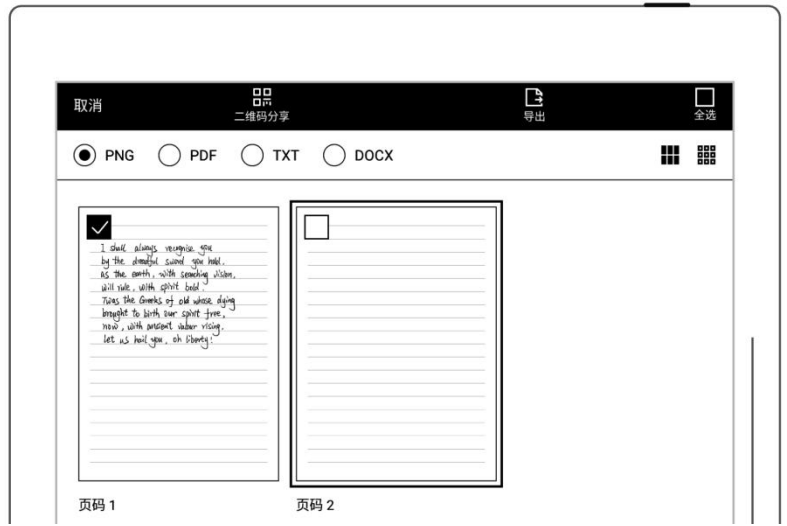 取消
二维码分享
导出
全选
PNG
PDF
TXT
DOCX
I shall always recognise you
by the dreadful sword you hold.
as the earth, with searching vision,
will rule, with spirit bold.
Twas the Greeks of old whose dying
brought to birth our spirit free,
now, with ancient valour rising.
let us hail you, oh liberty!
页码 1
页码 2